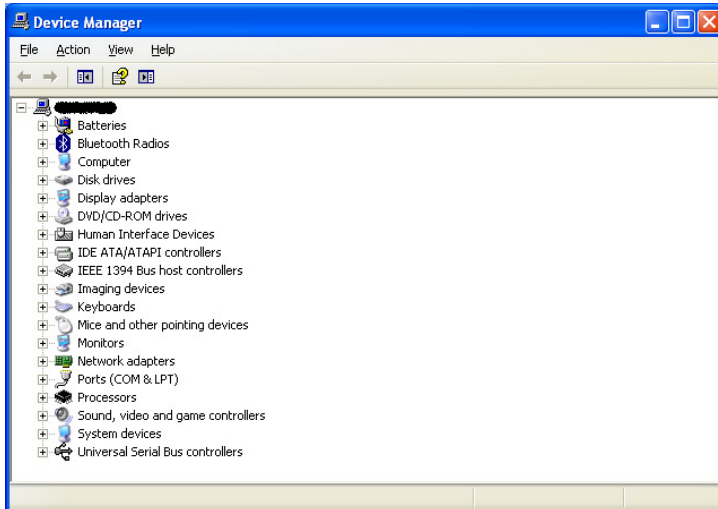 Device Manager
File Action View Help
Batteries
Bluetooth Radios
Computer
Disk drives
Display adapters
DVD/CD-ROM drives
Human Interface Devices
IDE ATA/ATAPI controllers
IEEE 1394 Bus host controllers
Imaging devices
Keyboards
Mice and other pointing devices
Monitors
Network adapters
Ports (COM & LPT)
Processors
Sound, video and game controllers
System devices
Universal Serial Bus controllers